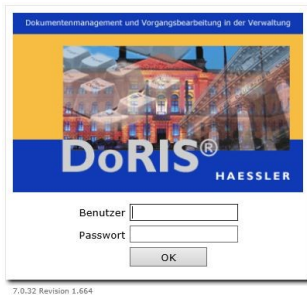 Dokumentenmanagement und Vorgangsbearbeitung in der Verwaltung
DoRIS®
HAESSLER
Benutzer
Passwort
OK
7.0.32 Revision 1.664